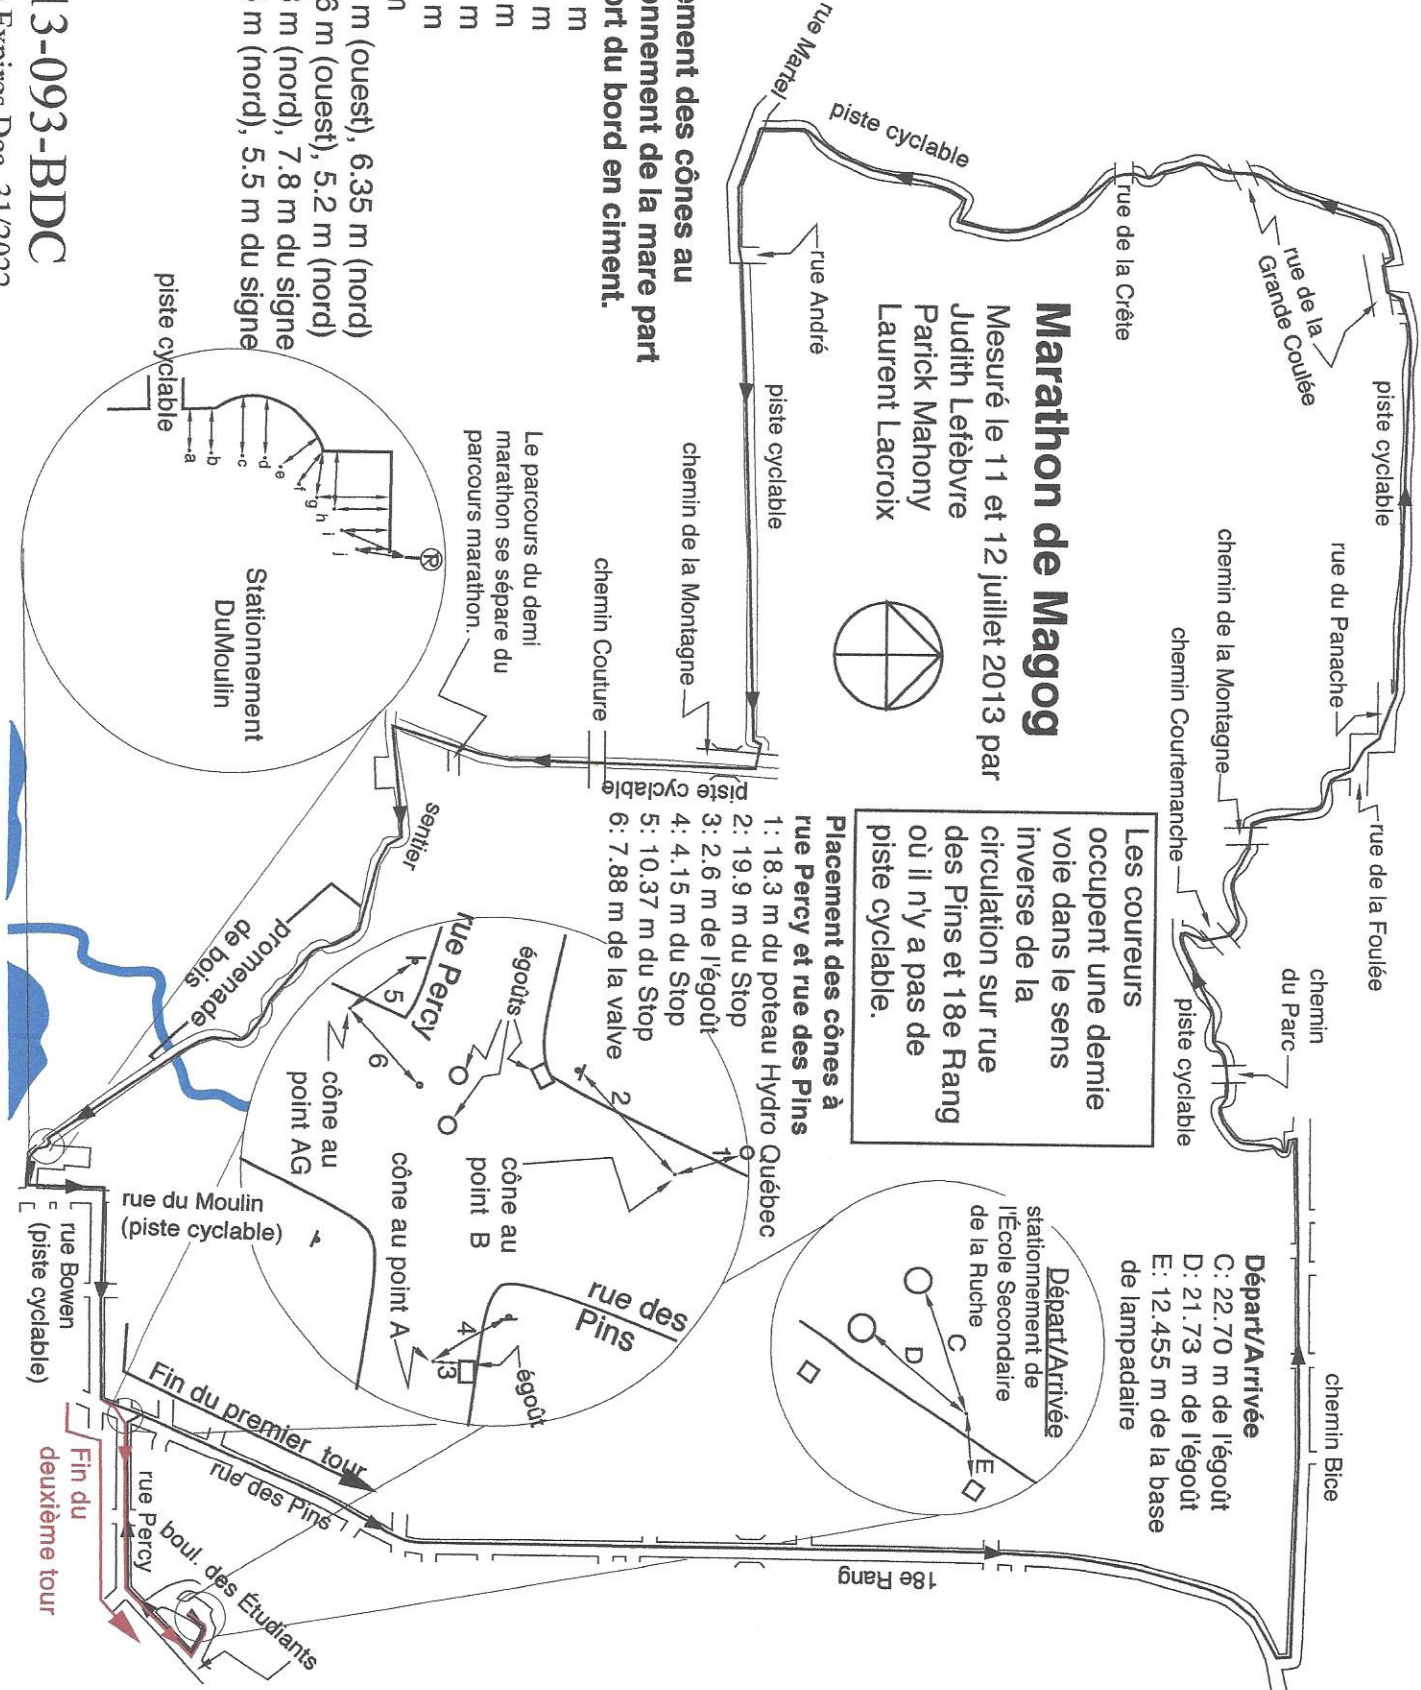 Marathon de Magog
Mesuré le 11 et 12 juillet 2013 par
Judith Lefèbvre
Parick Mahony
Laurent Lacroix
Les coureurs
occupent une demie
voie dans le sens
inverse de la
circulation sur rue
des Pins et 18e Rang
où il n'y a pas de
piste cyclable.
Placement des cônes à
rue Percy et rue des Pins
1: 18.3 m du poteau Hydro Québec
2: 19.9 m du Stop
3: 2.6 m de l'égoût
4: 4.15 m du Stop
5: 10.37 m du Stop
6: 7.88 m de la valve
Départ/Arrivée
C: 22.70 m de l'égoût
D: 21.73 m de l'égoût
E: 12.455 m de la base
de lampadaire
Départ/Arrivée
stationnement de
l'École Secondaire
de la Ruche
C
D
E
rue Martel
piste cyclable
rue de la Crête
rue de la
Grande Coulée
piste cyclable
rue du Panache
rue de la Foulée
chemin de la Montagne
chemin Courtemanche
chemin
du Parc
piste cyclable
chemin Bice
18e Rang
rue André
piste cyclable
chemin de la Montagne
piste cyclable
chemin Couture
Le parcours du demi
marathon se sépare du
parcours marathon.
sentier
promenade
de bois
rue du Moulin
(piste cyclable)
rue Bowen
(piste cyclable)
Fin du premier tour
rue des Pins
rue Percy
boul. des Étudiants
Fin du
deuxième tour
rue Percy
égoûts
1
2
5
6
cône au
point AG
cône au
point B
cône au point A
rue des
Pins
4
3
égoût
piste cyclable
a
b
c
d
e
f
g
h
i
j
R
Stationnement
DuMoulin
ement des cônes au
onnement de la mare part
ort du bord en ciment.
m
m
m
m
m
m (ouest), 6.35 m (nord)
6 m (ouest), 5.2 m (nord)
m (nord), 7.8 m du signe
m (nord), 5.5 m du signe
13-093-BDC
Expires Dec. 31/2023